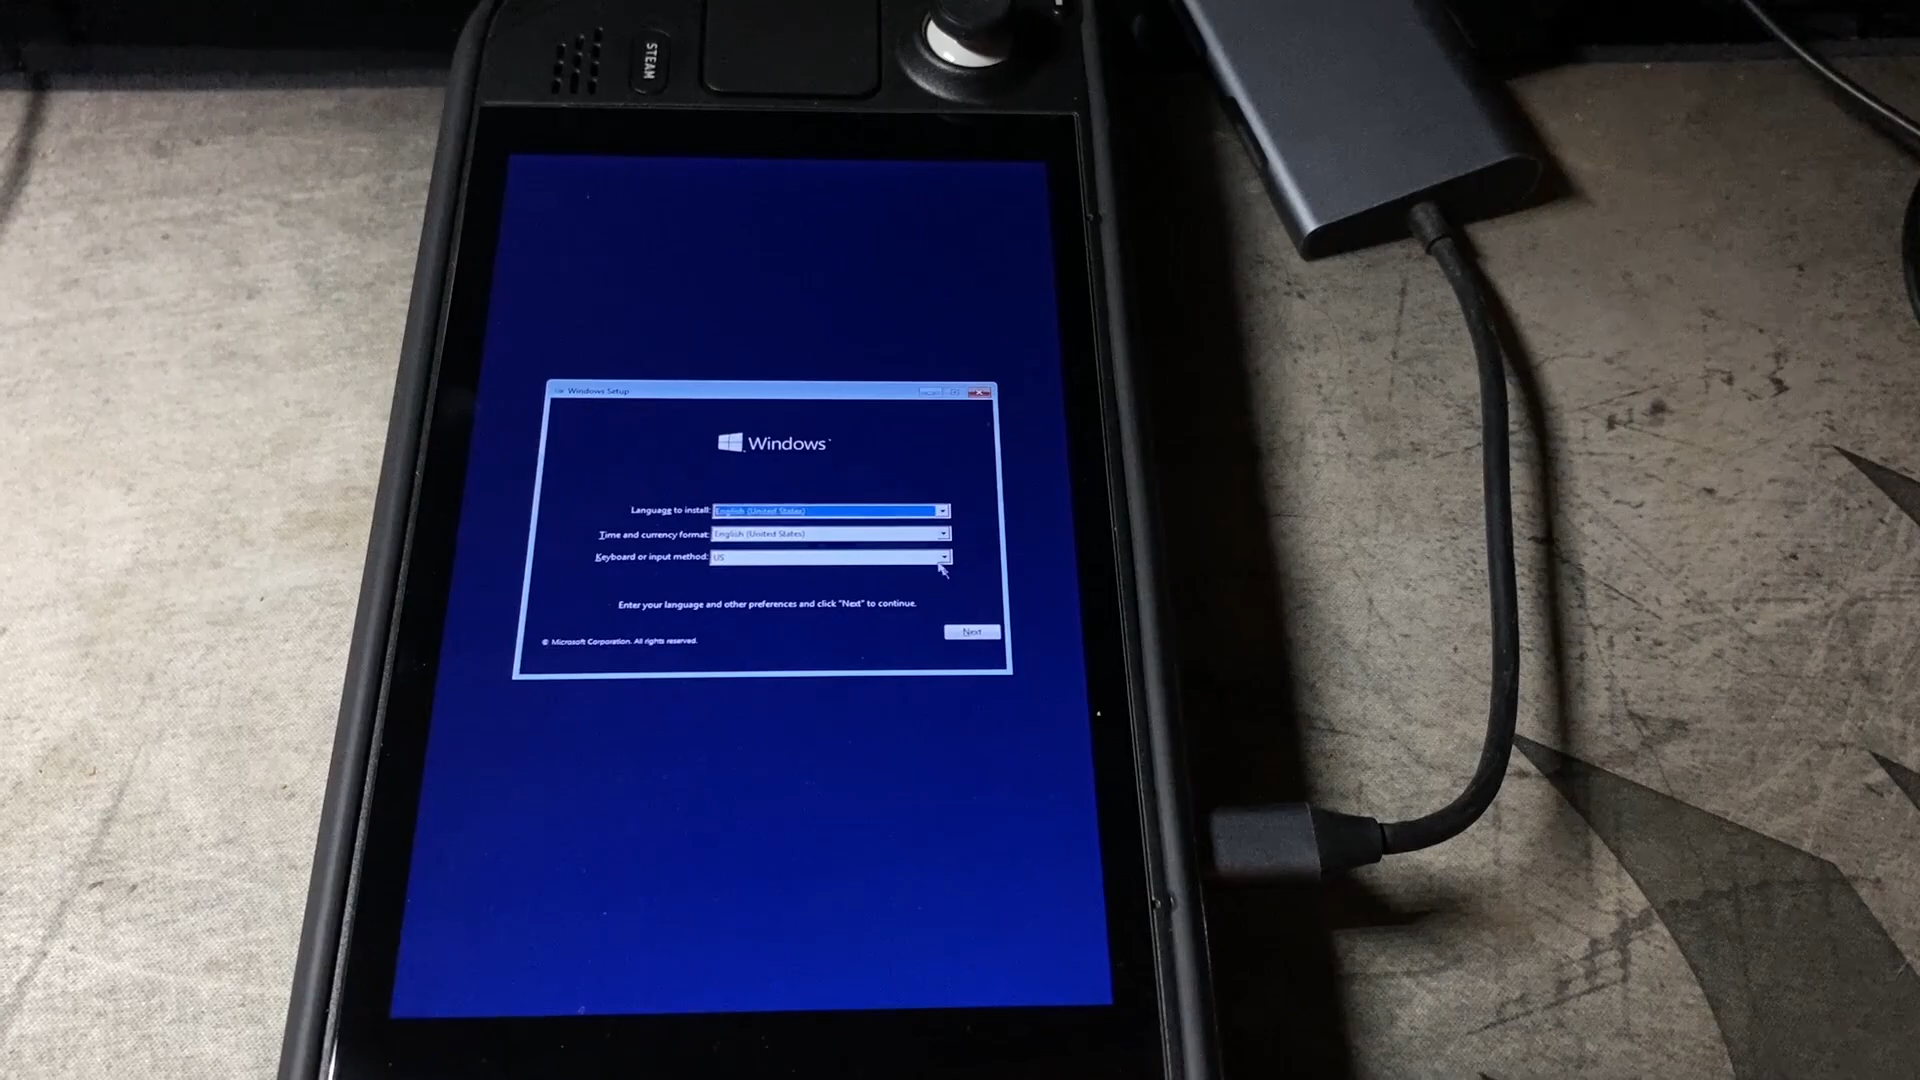 STEAM
Windows Setup
Windows
Language to install: English (United States)
Time and currency format: English (United States)
Keyboard or input method: US
Enter your language and other preferences and click "Next" to continue.
Next
© Microsoft Corporation. All rights reserved.